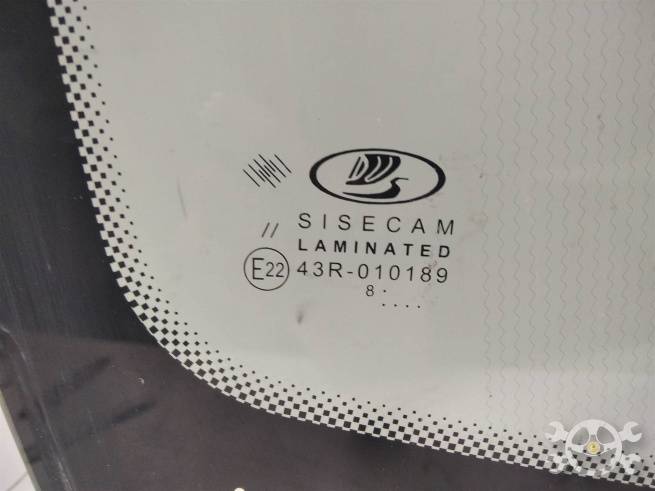 SISECAM
//
LAMINATED
E22 43R-010189
8 · ....